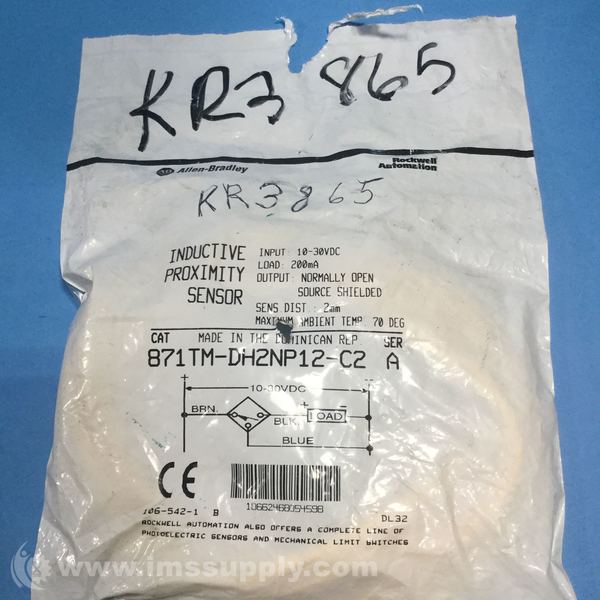 KR3 865
Allen-Bradley
Rockwell
Automation
KR3865
INDUCTIVE
PROXIMITY
SENSOR
INPUT: 10-30VDC
LOAD: 200mA
OUTPUT: NORMALLY OPEN
SOURCE SHIELDED
SENS DIST. 2mm
MAXIMUM AMBIENT TEMP. 70 DEG
CAT MADE IN THE DOMINICAN REP. SER
871TM-DH2NP12-C2 A
10-30VDC
+ -
BRN. BLK. + LOAD -
BLUE
CE
10662468054598
106-542-1 B DL32
ROCKWELL AUTOMATION ALSO OFFERS A COMPLETE LINE OF
PHOTOELECTRIC SENSORS AND MECHANICAL LIMIT SWITCHES
www.imssupply.com